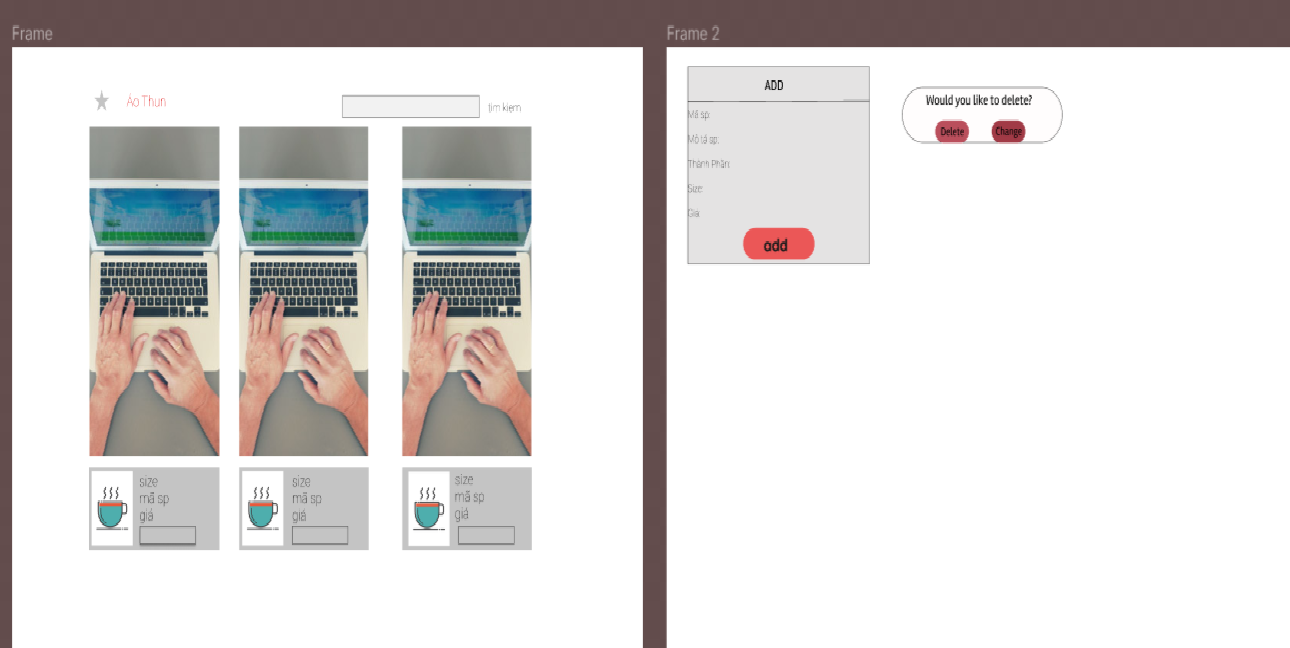 Frame
Áo Thun
tìm kiếm
size
mã sp
giá
size
mã sp
giá
size
mã sp
giá
Frame 2
ADD
Mã sp:
Mô tả sp:
Thành Phần:
Size:
Giá:
add
Would you like to delete?
Delete
Change